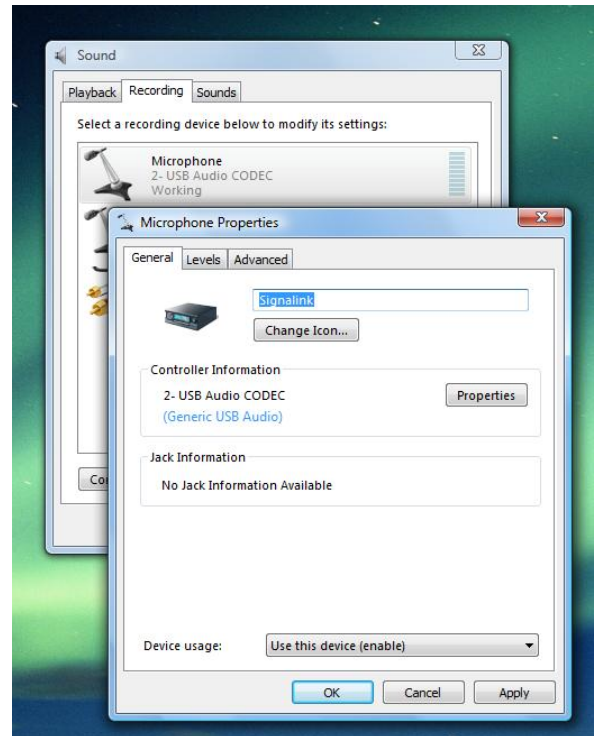 Sound
Playback Recording Sounds
Select a recording device below to modify its settings:
Microphone
2- USB Audio CODEC
Working
Microphone Properties
General Levels Advanced
Signalink
Change Icon...
Controller Information
2- USB Audio CODEC
Properties
(Generic USB Audio)
Jack Information
No Jack Information Available
Device usage:
Use this device (enable)
OK Cancel Apply